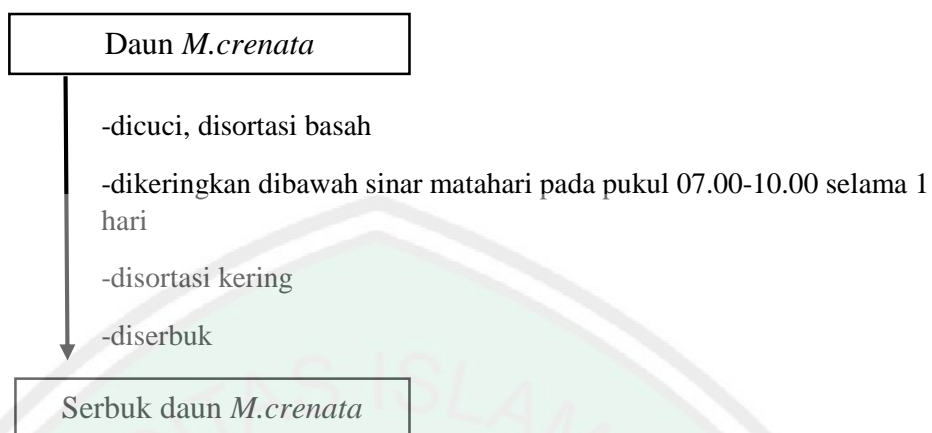 Daun M.crenata
-dicuci, disortasi basah
-dikeringkan dibawah sinar matahari pada pukul 07.00-10.00 selama 1
hari
-disortasi kering
-diserbuk
Serbuk daun M.crenata